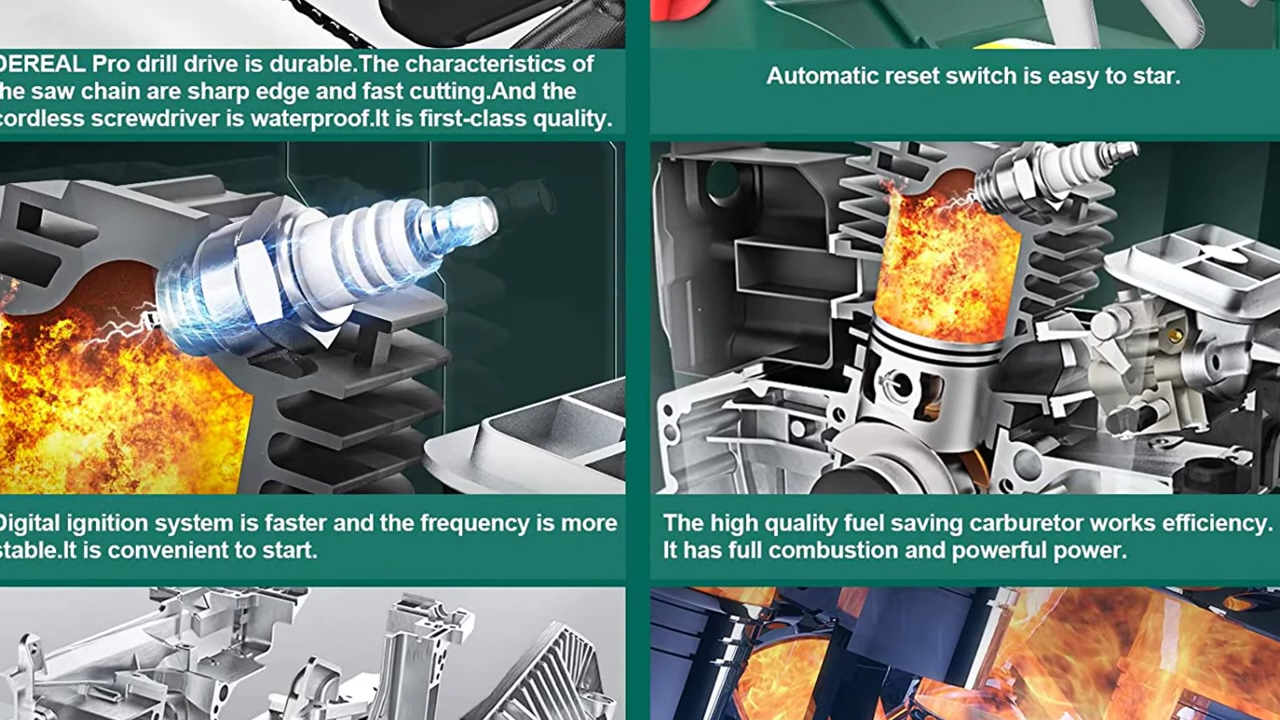 DEREAL Pro drill drive is durable.The characteristics of
the saw chain are sharp edge and fast cutting.And the
cordless screwdriver is waterproof.It is first-class quality.
Automatic reset switch is easy to star.
Digital ignition system is faster and the frequency is more
stable.It is convenient to start.
The high quality fuel saving carburetor works efficiency.
It has full combustion and powerful power.